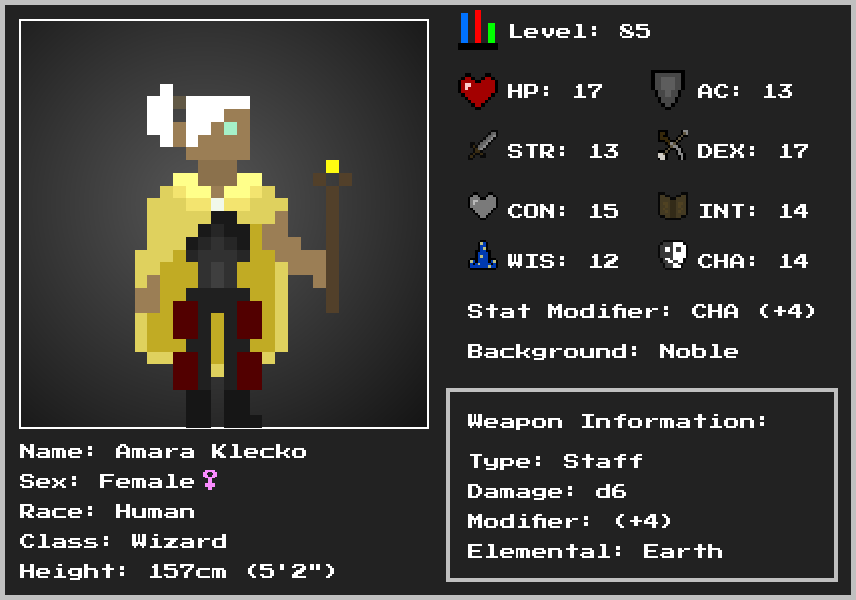 Level: 85
HP: 17
AC: 13
STR: 13
DEX: 17
CON: 15
INT: 14
WIS: 12
CHA: 14
Stat Modifier: CHA (+4)
Background: Noble
Weapon Information:
Type: Staff
Damage: d6
Modifier: (+4)
Elemental: Earth
Name: Amara Klecko
Sex: Female♀
Race: Human
Class: Wizard
Height: 157cm (5'2")